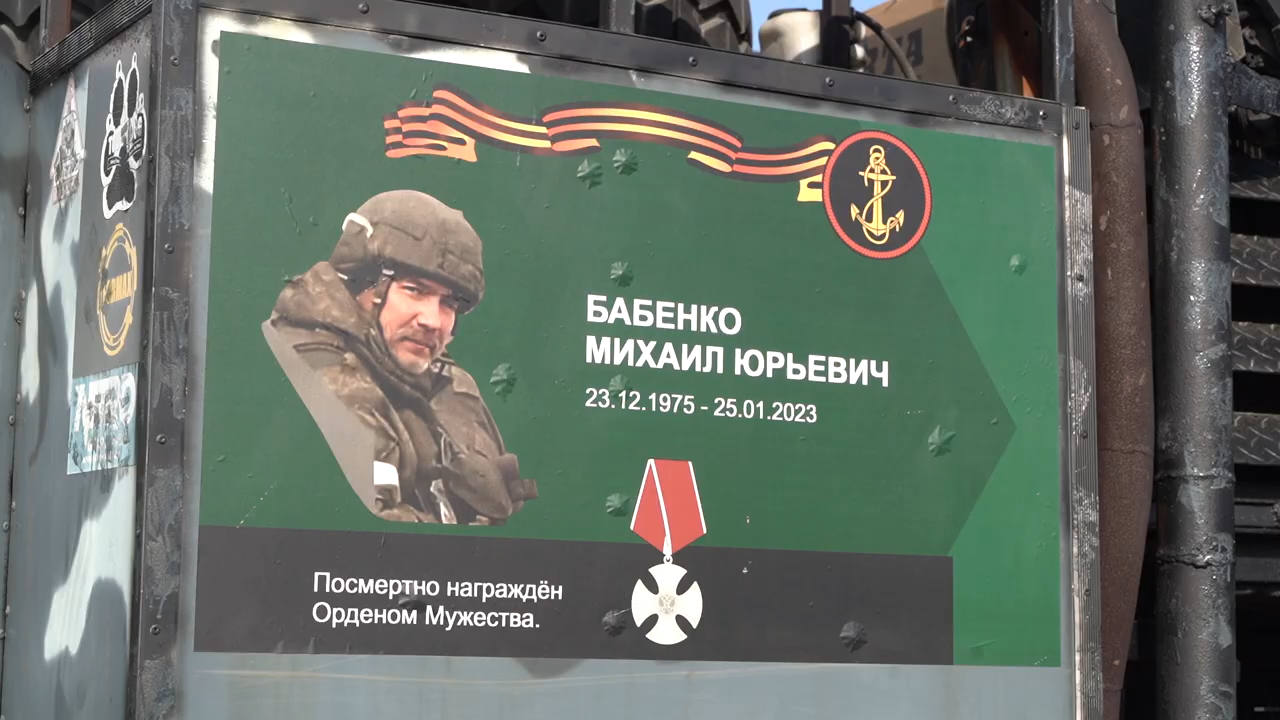 БАБЕНКО
МИХАИЛ ЮРЬЕВИЧ
23.12.1975 - 25.01.2023
Посмертно награждён
Орденом Мужества.